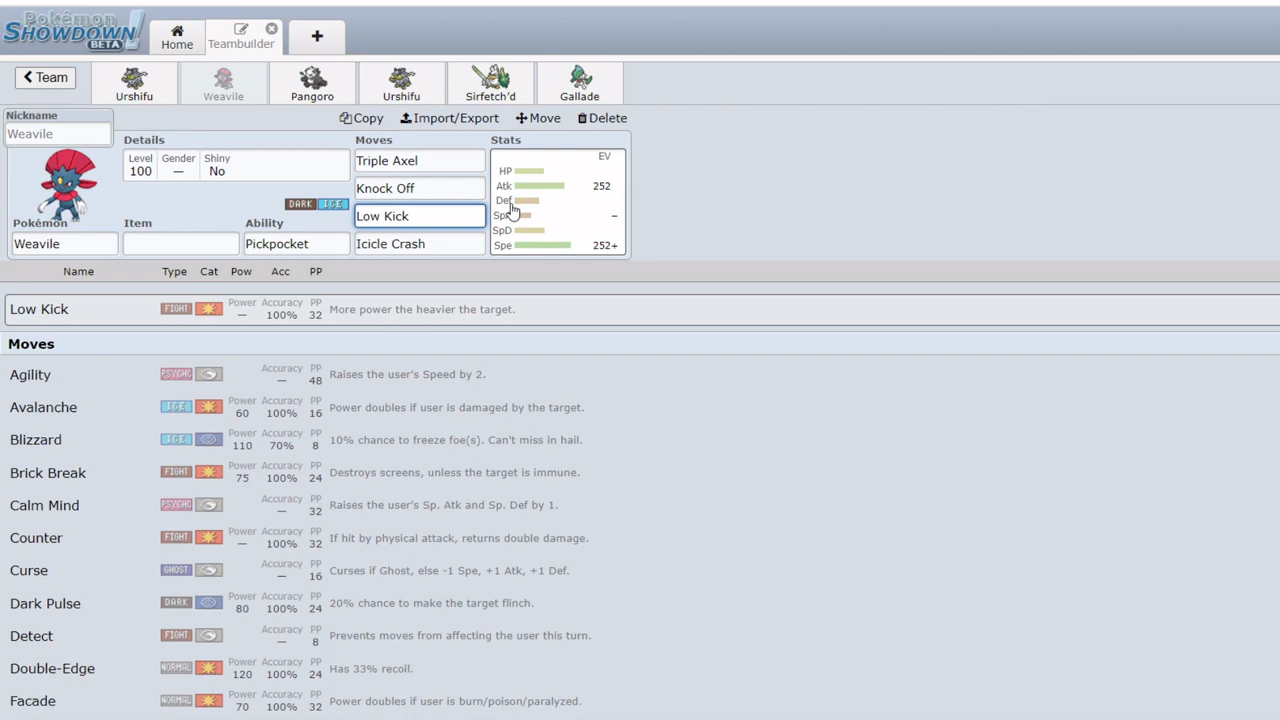 Pokémon
SHOWDOWN!
BETA
Home
Teambuilder
+
Team
Urshifu
Weavile
Pangoro
Urshifu
Sirfetch'd
Gallade
Nickname
Weavile
Copy
Import/Export
Move
Delete
Details
Moves
Stats
Level Gender Shiny
100 — No
DARK ICE
Pokémon
Item
Ability
Weavile
Pickpocket
Triple Axel
Knock Off
Low Kick
Icicle Crash
EV
HP
Atk 252
Def
–
SpD
Spe 252+
Name Type Cat Pow Acc PP
Low Kick FIGHT Power — Accuracy 100% PP 32 More power the heavier the target.
Moves
Agility PSYCHC Accuracy — PP 48 Raises the user's Speed by 2.
Avalanche ICE Power 60 Accuracy 100% PP 16 Power doubles if user is damaged by the target.
Blizzard ICE Power 110 Accuracy 70% PP 8 10% chance to freeze foe(s). Can't miss in hail.
Brick Break FIGHT Power 75 Accuracy 100% PP 24 Destroys screens, unless the target is immune.
Calm Mind PSYCHC Accuracy — PP 32 Raises the user's Sp. Atk and Sp. Def by 1.
Counter FIGHT Power — Accuracy 100% PP 32 If hit by physical attack, returns double damage.
Curse GHOST Accuracy — PP 16 Curses if Ghost, else -1 Spe, +1 Atk, +1 Def.
Dark Pulse DARK Power 80 Accuracy 100% PP 24 20% chance to make the target flinch.
Detect FIGHT Accuracy — PP 8 Prevents moves from affecting the user this turn.
Double-Edge NORMAL Power 120 Accuracy 100% PP 24 Has 33% recoil.
Facade NORMAL Power 70 Accuracy 100% PP 32 Power doubles if user is burn/poison/paralyzed.